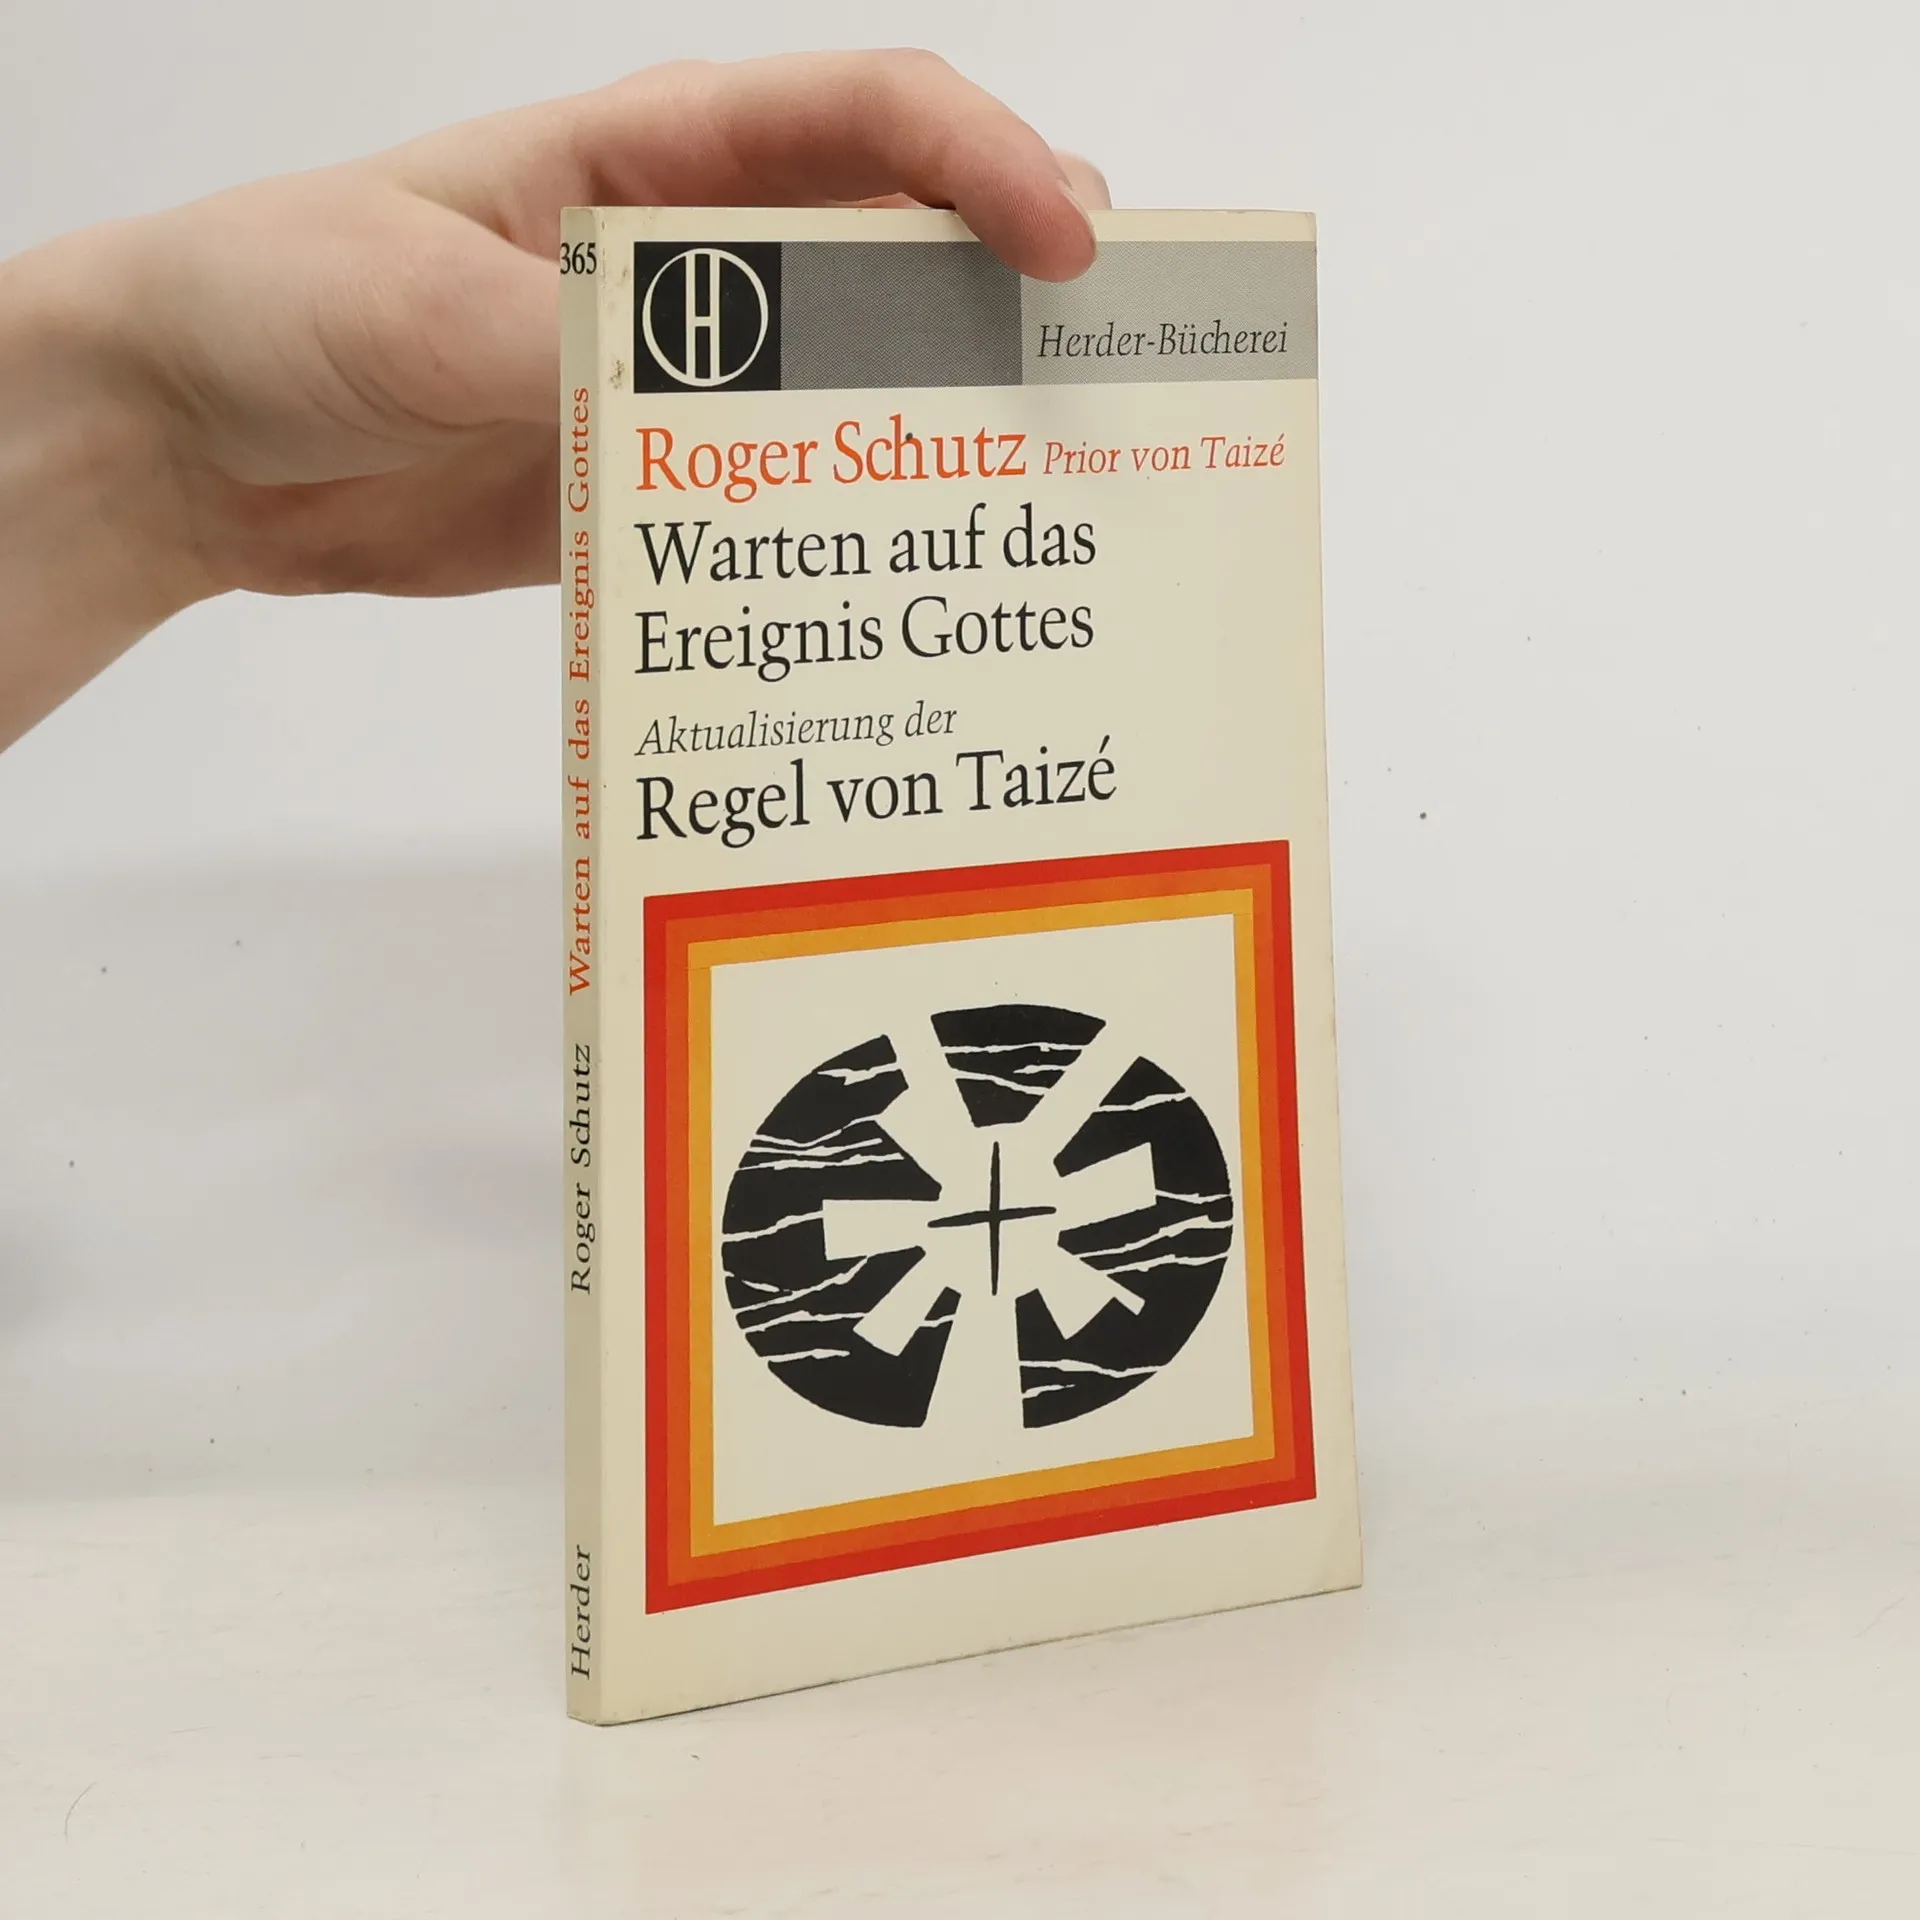 365
H
Herder-Bücherei
Roger Schutz Prior von Taizé
Warten auf das
Ereignis Gottes
Aktualisierung der
Regel von Taizé
Herder Roger Schutz Warten auf das Ereignis Gottes